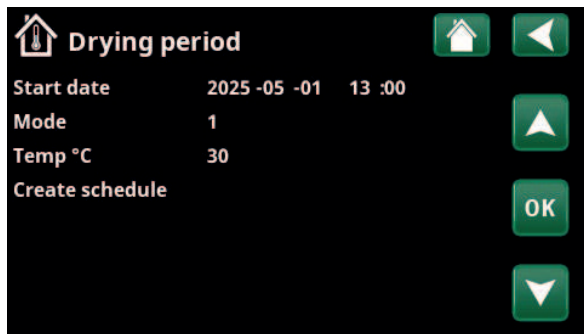 Drying period
Start date 2025 -05 -01 13 :00
Mode 1
Temp °C 30
Create schedule
OK